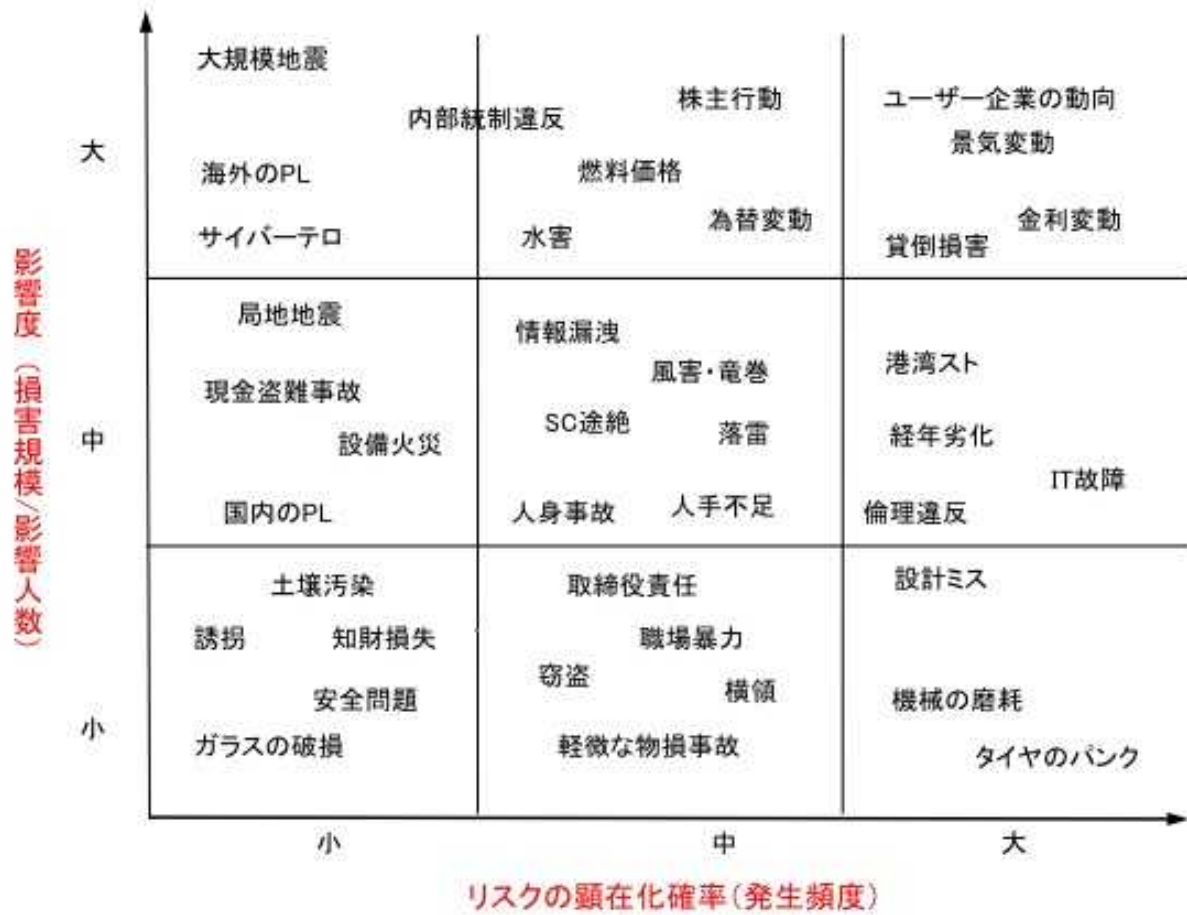 大規模地震
内部統制違反
海外のPL
サイバーテロ
株主行動
燃料価格
為替変動
水害
ユーザー企業の動向
景気変動
金利変動
貸倒損害
大
局地地震
現金盗難事故
設備火災
国内のPL
情報漏洩
風害・竜巻
SC途絶
落雷
人身事故
人手不足
港湾スト
経年劣化
IT故障
倫理違反
中
土壌汚染
誘拐
知財損失
安全問題
ガラスの破損
取締役責任
職場暴力
窃盗
横領
軽微な物損事故
設計ミス
機械の磨耗
タイヤのパンク
小
影響度（損害規模/影響人数）
小
中
大
リスクの顕在化確率(発生頻度)